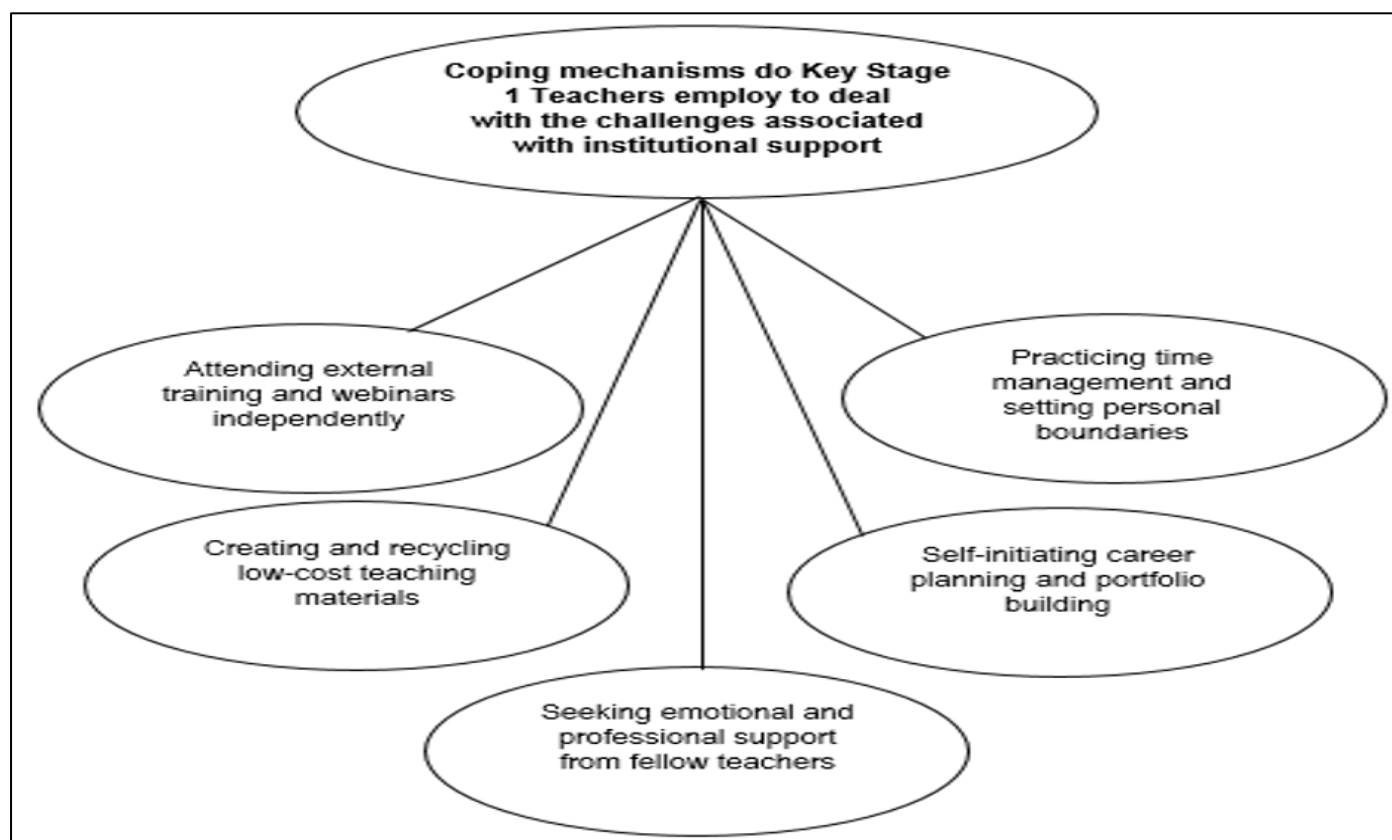 Coping mechanisms do Key Stage
1 Teachers employ to deal
with the challenges associated
with institutional support
Attending external
training and webinars
independently
Practicing time
management and
setting personal
boundaries
Creating and recycling
low-cost teaching
materials
Self-initiating career
planning and portfolio
building
Seeking emotional and
professional support
from fellow teachers